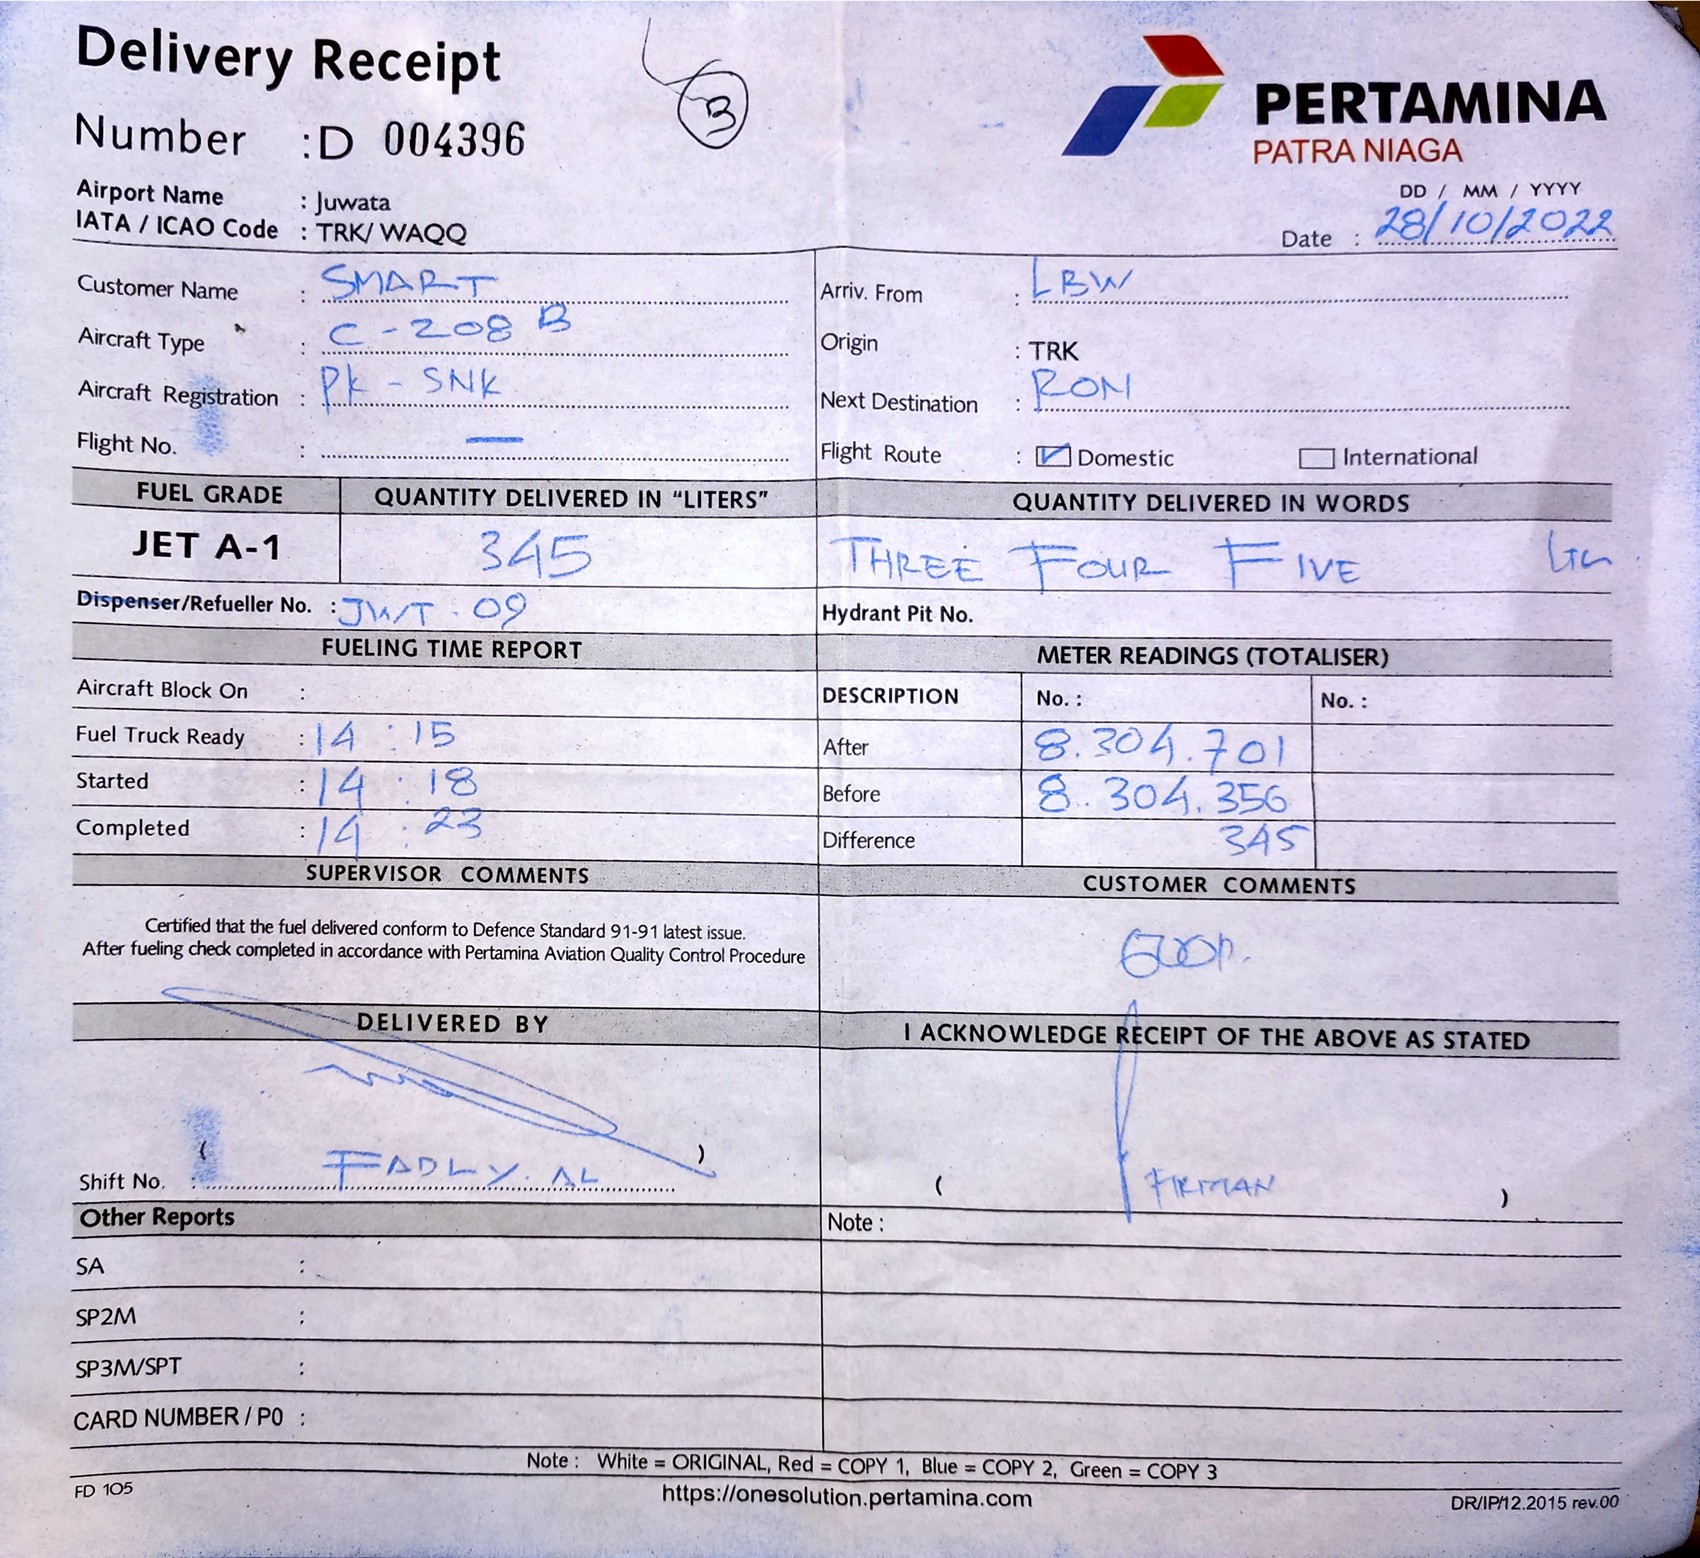 Delivery Receipt
3
Number : D 004396
PERTAMINA
PATRA NIAGA
Airport Name : Juwata
IATA / ICAO Code : TRK/ WAQQ
DD / MM / YYYY
Date : 28/10/2022
Customer Name : SMART
Arriv. From : LBW
Aircraft Type : C - 208 B
Origin : TRK
Aircraft Registration : PK - SNK
Next Destination : RON
Flight No. : —
Flight Route : Domestic International
FUEL GRADE QUANTITY DELIVERED IN "LITERS" QUANTITY DELIVERED IN WORDS
JET A-1 345 THREE FOUR FIVE
Dispenser/Refueller No. : JWT - 09 Hydrant Pit No.
FUELING TIME REPORT METER READINGS (TOTALISER)
Aircraft Block On : DESCRIPTION No. : No. :
Fuel Truck Ready : 14 : 15 After 8.304.701
Started : 14 : 18 Before 8.304.356
Completed : 14 : 23 Difference 345
SUPERVISOR COMMENTS CUSTOMER COMMENTS
Certified that the fuel delivered conform to Defence Standard 91-91 latest issue.
After fueling check completed in accordance with Pertamina Aviation Quality Control Procedure
GOOD.
DELIVERED BY I ACKNOWLEDGE RECEIPT OF THE ABOVE AS STATED
( )
Shift No. : FADLY. AL
( FIRMAN )
Other Reports Note :
SA :
SP2M :
SP3M/SPT :
CARD NUMBER / P0 :
Note : White = ORIGINAL, Red = COPY 1, Blue = COPY 2, Green = COPY 3
FD 105 https://onesolution.pertamina.com DR/IP/12.2015 rev.00